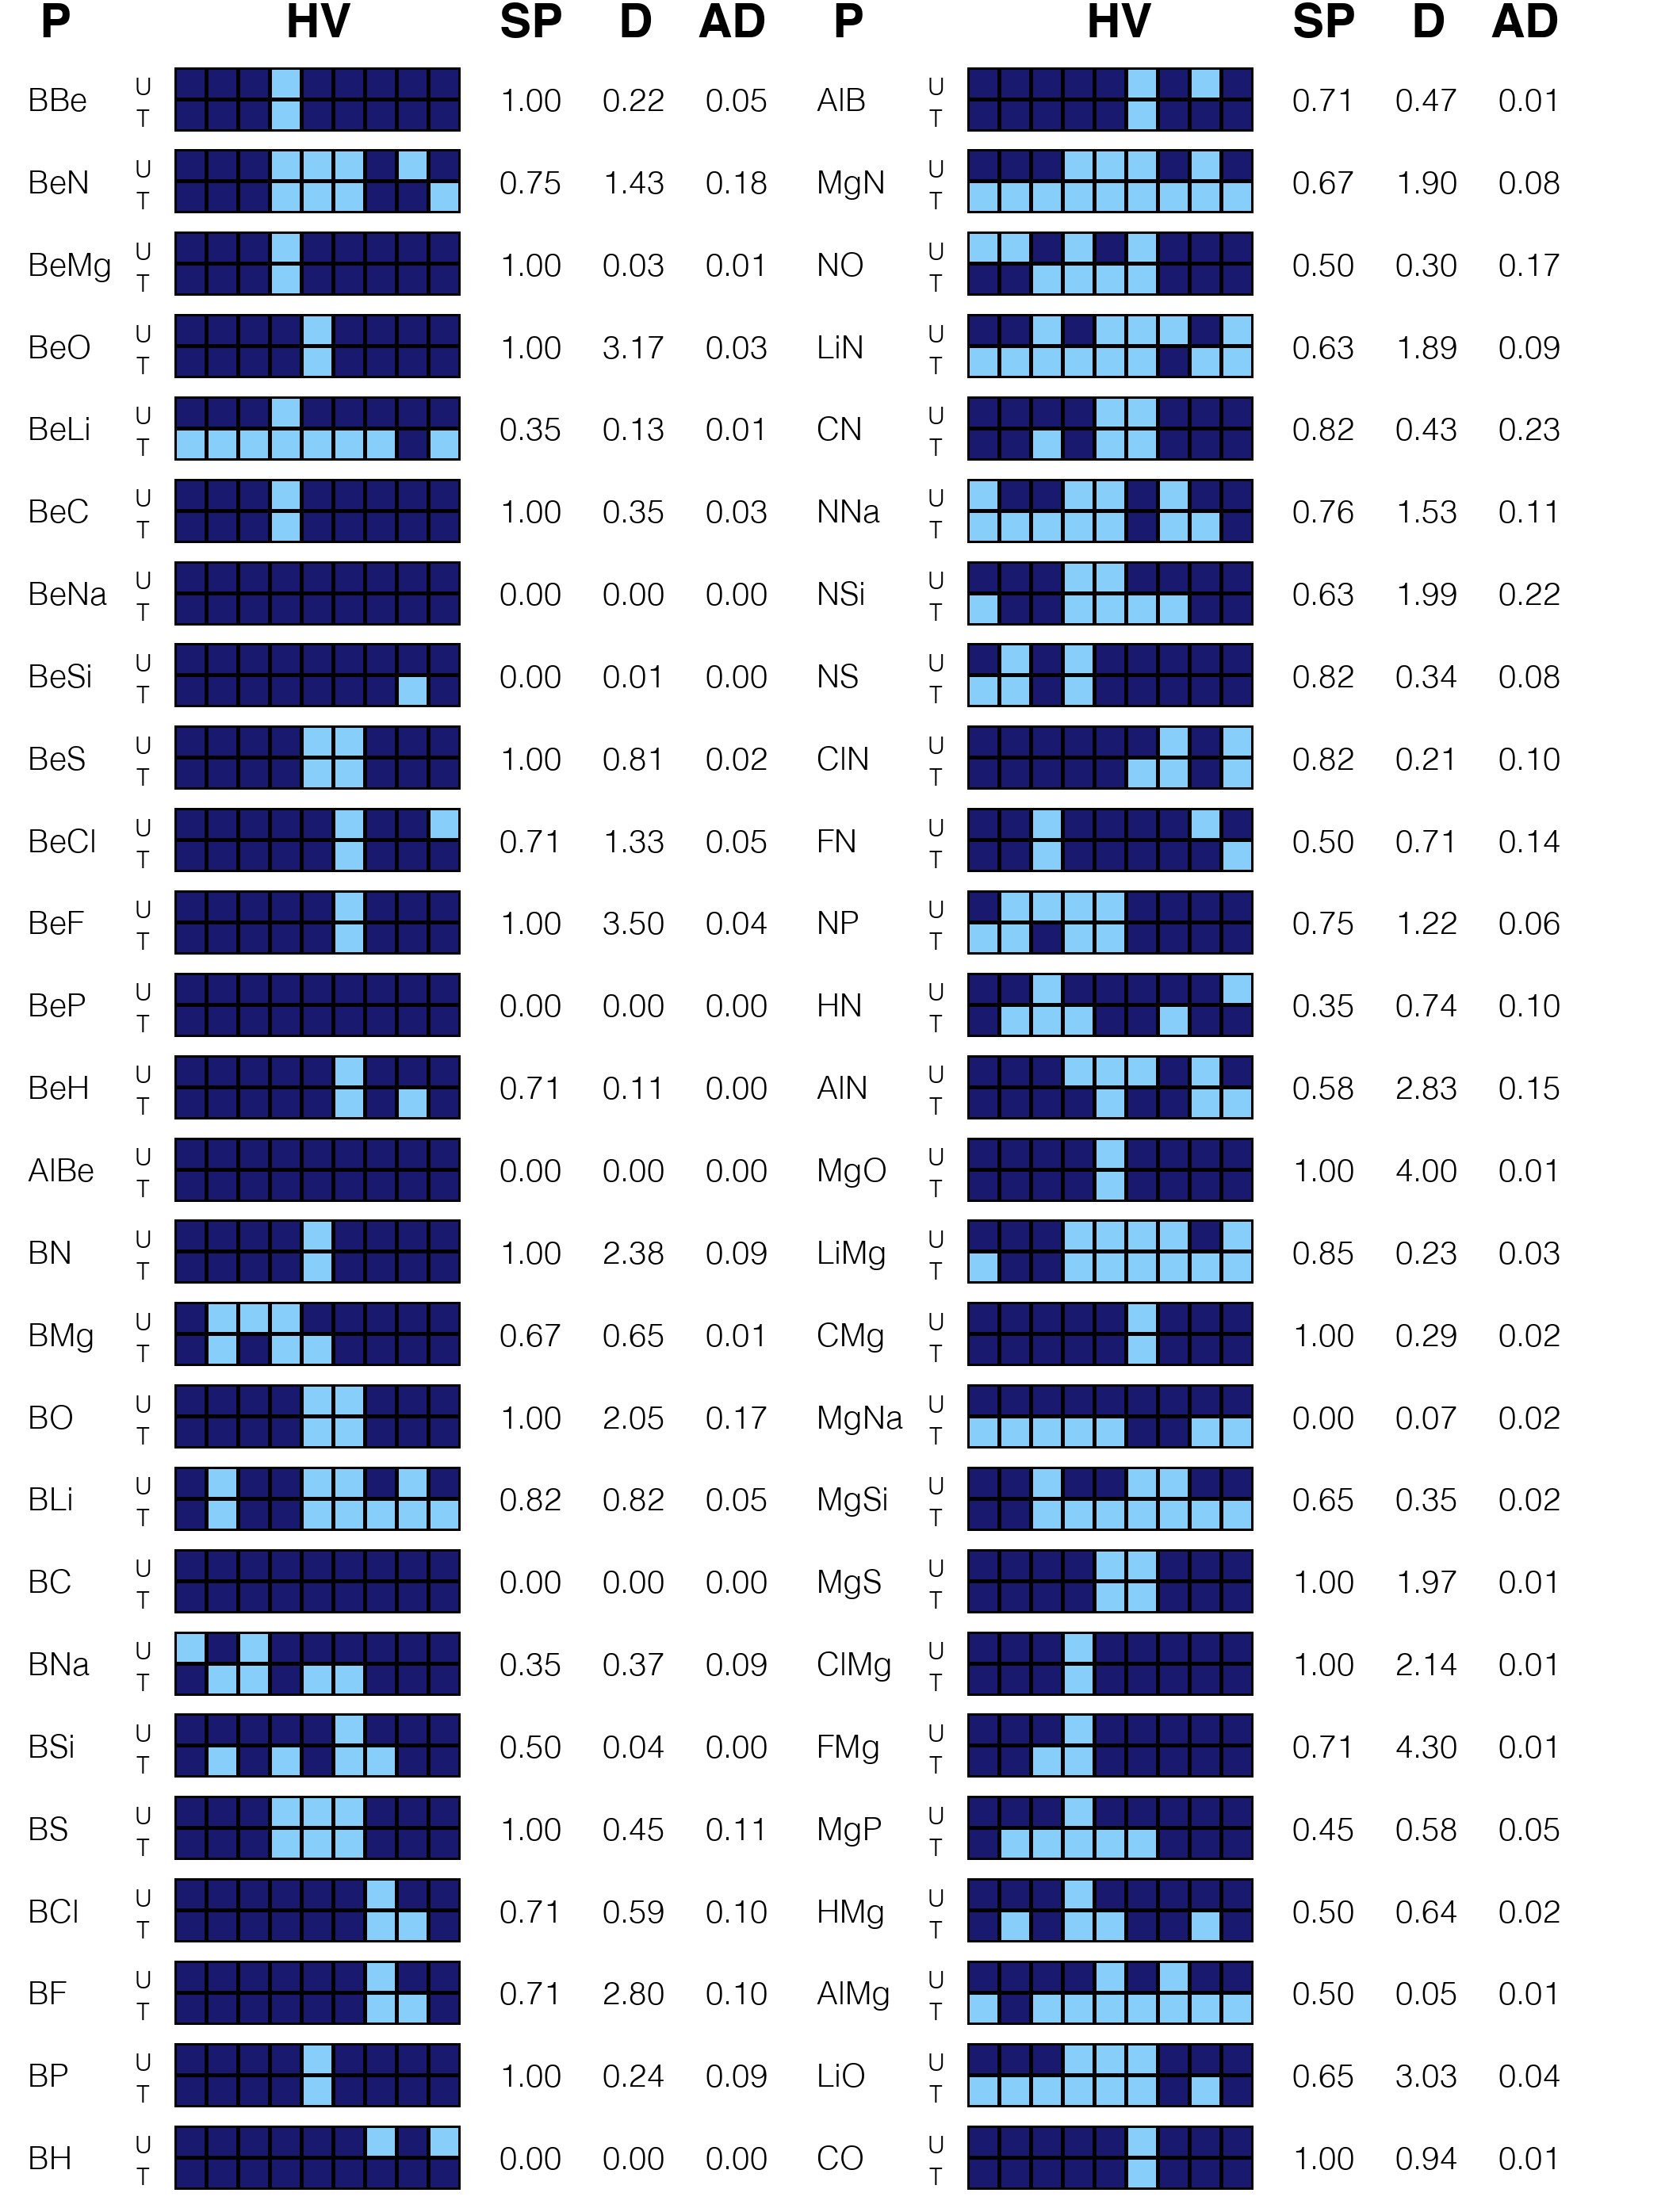 P HV SP D AD P HV SP D AD
BBe U T 1.00 0.22 0.05 AlB U T 0.71 0.47 0.01
BeN U T 0.75 1.43 0.18 MgN U T 0.67 1.90 0.08
BeMg U T 1.00 0.03 0.01 NO U T 0.50 0.30 0.17
BeO U T 1.00 3.17 0.03 LiN U T 0.63 1.89 0.09
BeLi U T 0.35 0.13 0.01 CN U T 0.82 0.43 0.23
BeC U T 1.00 0.35 0.03 NNa U T 0.76 1.53 0.11
BeNa U T 0.00 0.00 0.00 NSi U T 0.63 1.99 0.22
BeSi U T 0.00 0.01 0.00 NS U T 0.82 0.34 0.08
BeS U T 1.00 0.81 0.02 ClN U T 0.82 0.21 0.10
BeCl U T 0.71 1.33 0.05 FN U T 0.50 0.71 0.14
BeF U T 1.00 3.50 0.04 NP U T 0.75 1.22 0.06
BeP U T 0.00 0.00 0.00 HN U T 0.35 0.74 0.10
BeH U T 0.71 0.11 0.00 AlN U T 0.58 2.83 0.15
AlBe U T 0.00 0.00 0.00 MgO U T 1.00 4.00 0.01
BN U T 1.00 2.38 0.09 LiMg U T 0.85 0.23 0.03
BMg U T 0.67 0.65 0.01 CMg U T 1.00 0.29 0.02
BO U T 1.00 2.05 0.17 MgNa U T 0.00 0.07 0.02
BLi U T 0.82 0.82 0.05 MgSi U T 0.65 0.35 0.02
BC U T 0.00 0.00 0.00 MgS U T 1.00 1.97 0.01
BNa U T 0.35 0.37 0.09 ClMg U T 1.00 2.14 0.01
BSi U T 0.50 0.04 0.00 FMg U T 0.71 4.30 0.01
BS U T 1.00 0.45 0.11 MgP U T 0.45 0.58 0.05
BCl U T 0.71 0.59 0.10 HMg U T 0.50 0.64 0.02
BF U T 0.71 2.80 0.10 AlMg U T 0.50 0.05 0.01
BP U T 1.00 0.24 0.09 LiO U T 0.65 3.03 0.04
BH U T 0.00 0.00 0.00 CO U T 1.00 0.94 0.01